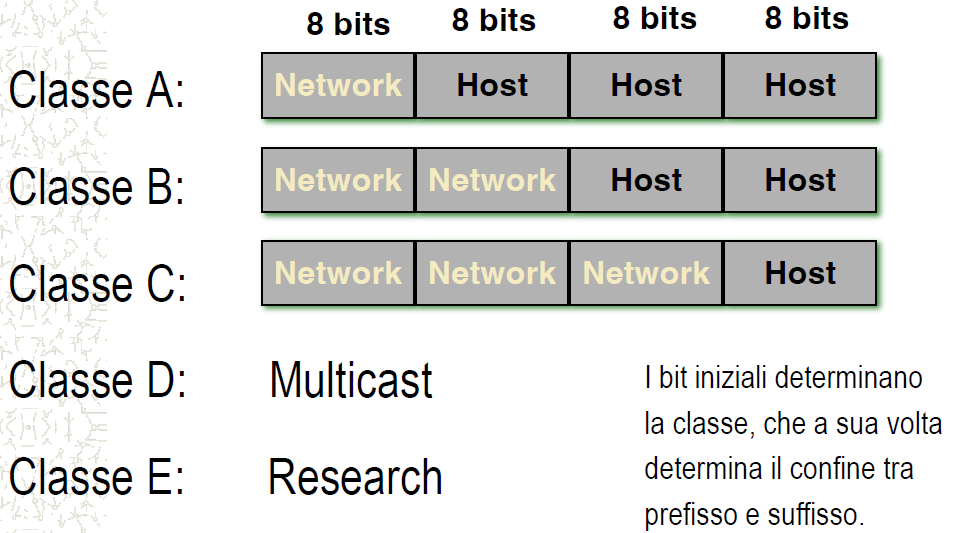 8 bits 8 bits 8 bits 8 bits
Classe A: Network Host Host Host
Classe B: Network Network Host Host
Classe C: Network Network Network Host
Classe D: Multicast
Classe E: Research
I bit iniziali determinano
la classe, che a sua volta
determina il confine tra
prefisso e suffisso.